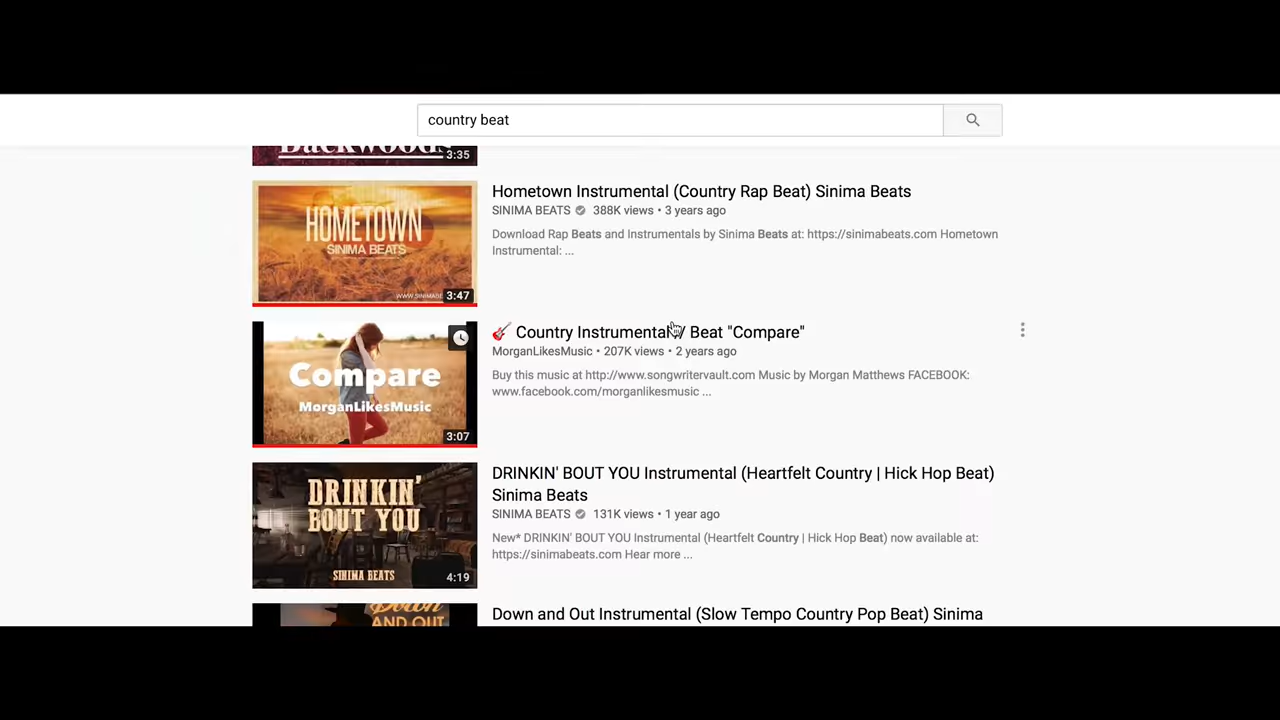 country beat
Backwoods
3:35
HOMETOWN
SINIMA BEATS
3:47
Hometown Instrumental (Country Rap Beat) Sinima Beats
SINIMA BEATS 388K views • 3 years ago
Download Rap Beats and Instrumentals by Sinima Beats at: https://sinimabeats.com Hometown
Instrumental: ...
Compare
MorganLikesMusic
3:07
🎸 Country Instrumental / Beat "Compare"
MorganLikesMusic • 207K views • 2 years ago
Buy this music at http://www.songwritervault.com Music by Morgan Matthews FACEBOOK:
www.facebook.com/morganlikesmusic ...
DRINKIN'
BOUT YOU
SINIMA BEATS
4:19
DRINKIN' BOUT YOU Instrumental (Heartfelt Country | Hick Hop Beat)
Sinima Beats
SINIMA BEATS 131K views • 1 year ago
New* DRINKIN' BOUT YOU Instrumental (Heartfelt Country | Hick Hop Beat) now available at:
https://sinimabeats.com Hear more ...
Down
AND OUT
Down and Out Instrumental (Slow Tempo Country Pop Beat) Sinima